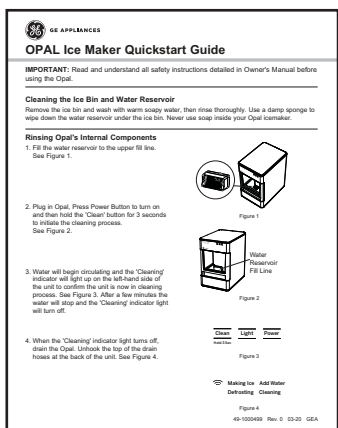 GE APPLIANCES
OPAL Ice Maker Quickstart Guide
IMPORTANT: Read and understand all safety instructions detailed in Owner's Manual before
using the Opal.
Cleaning the Ice Bin and Water Reservoir
Remove the ice bin and wash with warm soapy water, then rinse thoroughly. Use a damp sponge to
wipe down the water reservoir under the ice bin. Never use soap inside your Opal icemaker.
Rinsing Opal's Internal Components
1. Fill the water reservoir to the upper fill line.
See Figure 1.
Figure 1
2. Plug in Opal, Press Power Button to turn on
and then hold the 'Clean' button for 3 seconds
to initiate the cleaning process.
See Figure 2.
Water
Reservoir
Fill Line
Figure 2
3. Water will begin circulating and the 'Cleaning'
indicator will light up on the left-hand side of
the unit to confirm the unit is now in cleaning
process. See Figure 3. After a few minutes the
water will stop and the 'Cleaning' indicator light
will turn off.
Clean Light Power
Hold 3 Sec
Figure 3
4. When the 'Cleaning' indicator light turns off,
drain the Opal. Unhook the top of the drain
hoses at the back of the unit. See Figure 4.
Making Ice Add Water
Defrosting Cleaning
Figure 4
49-1000499 Rev. 0 03-20 GEA